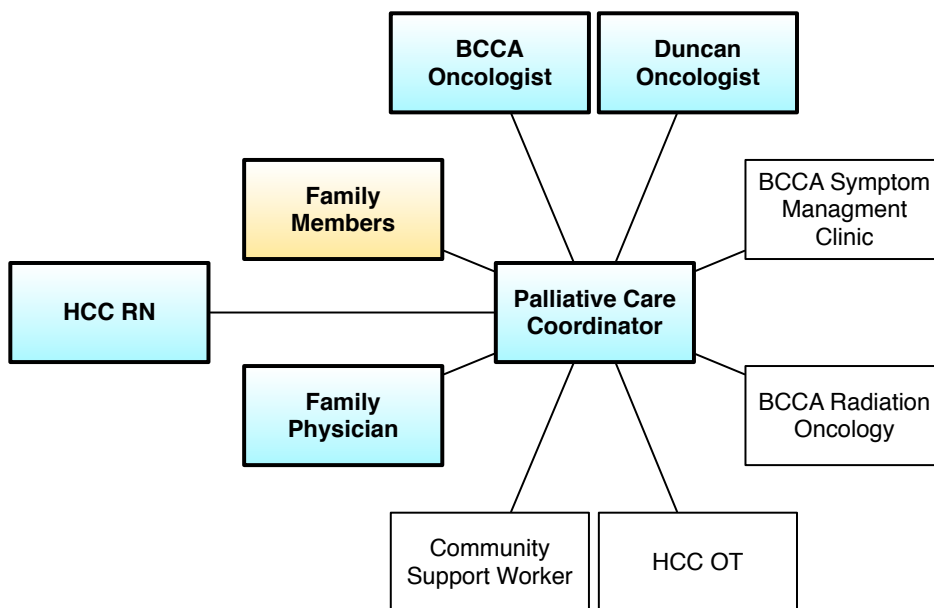 BCCA
Oncologist
Duncan
Oncologist
BCCA Symptom
Managment
Clinic
Family
Members
HCC RN
Palliative Care
Coordinator
Family
Physician
BCCA Radiation
Oncology
Community
Support Worker
HCC OT